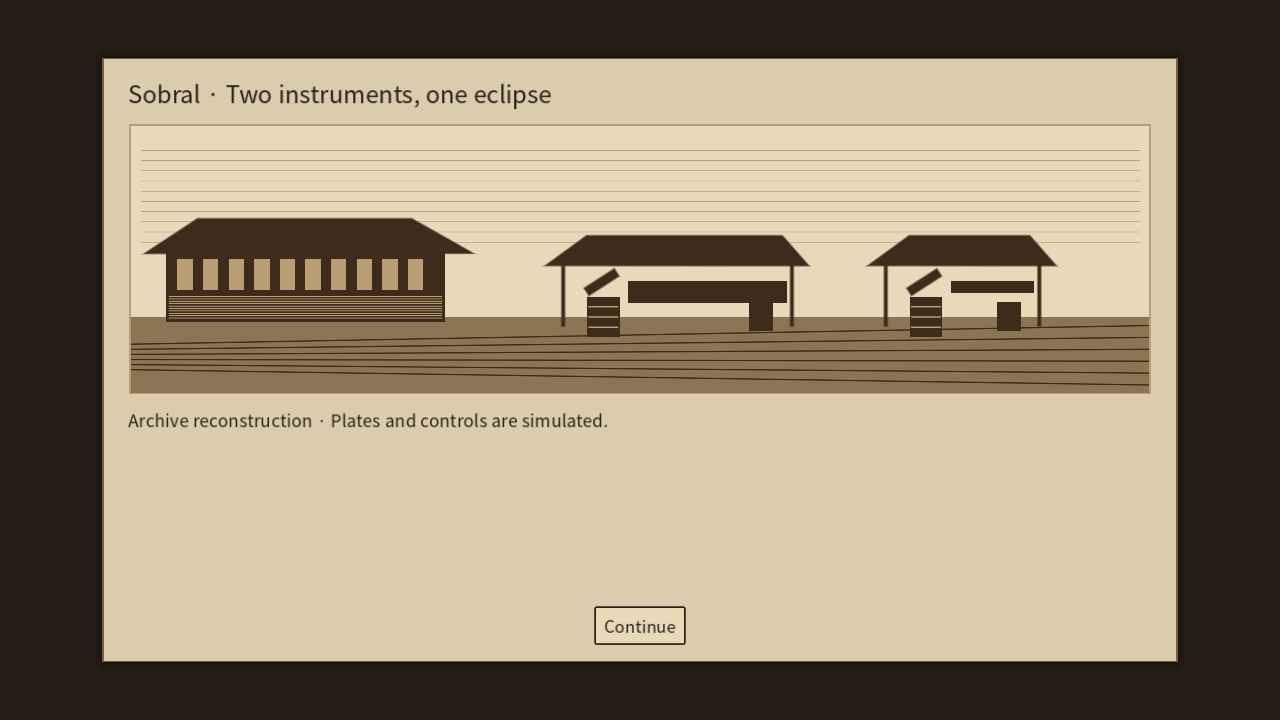 Sobral · Two instruments, one eclipse
Archive reconstruction · Plates and controls are simulated.
Continue